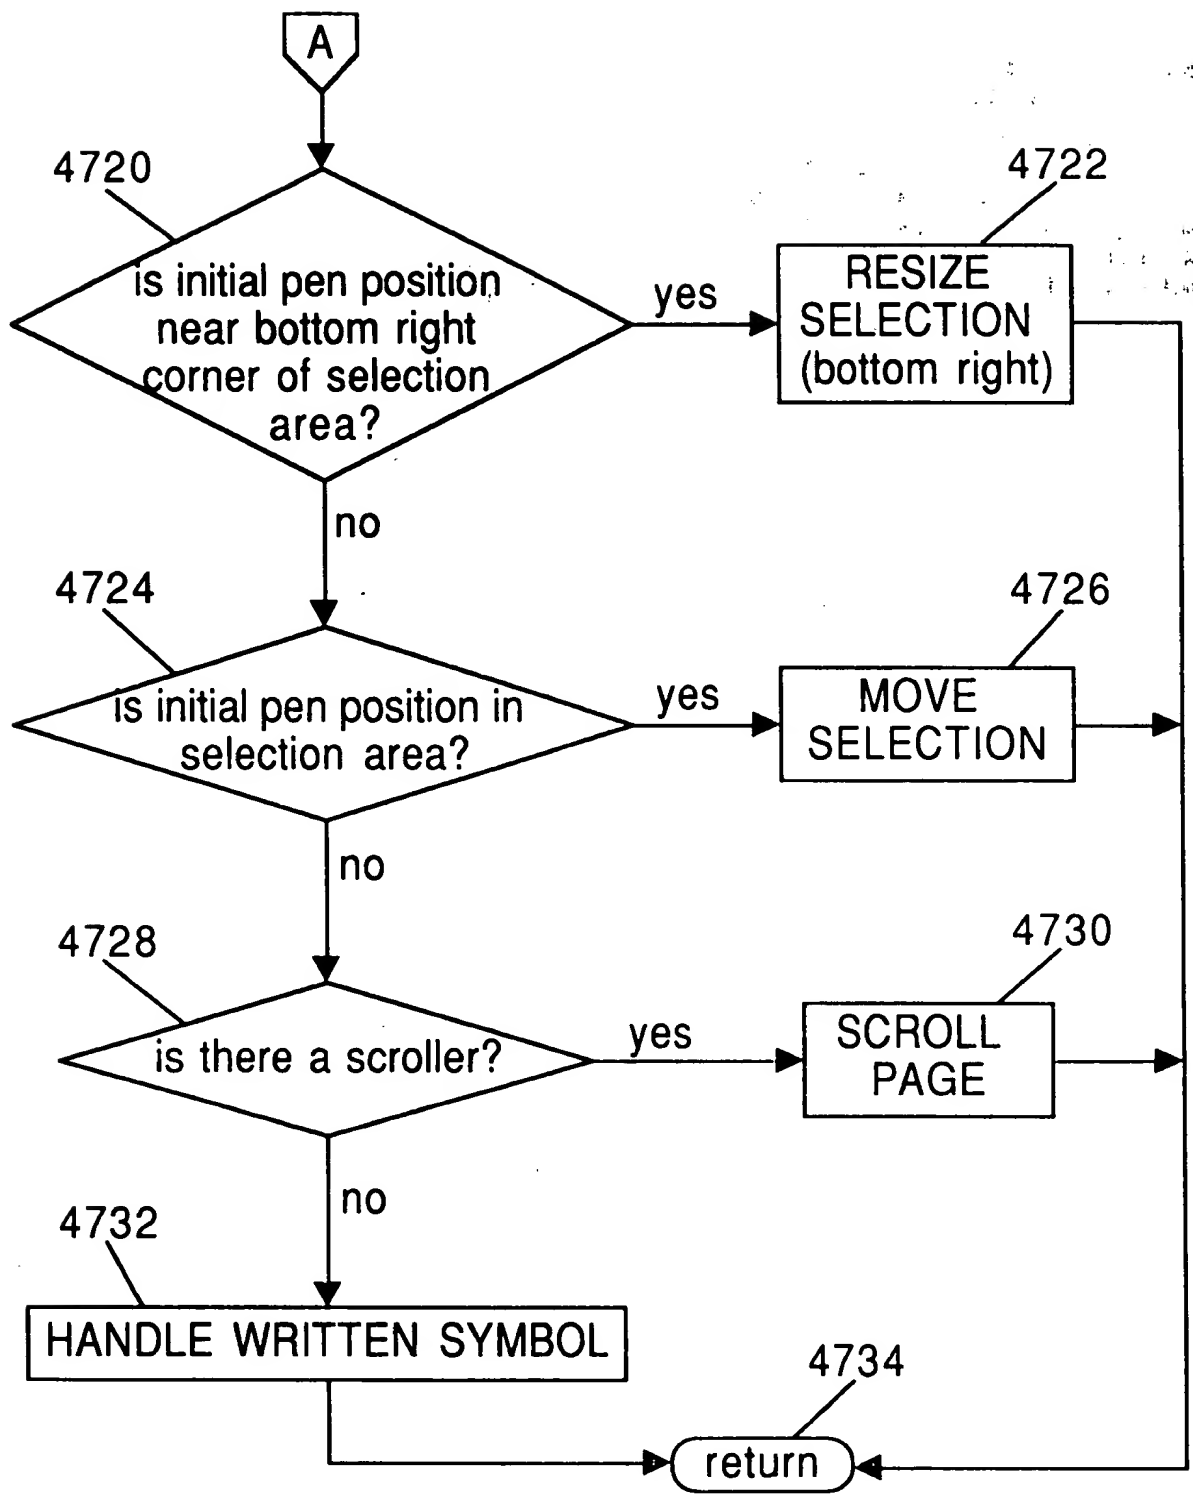 A
4720
4722
is initial pen position
near bottom right
corner of selection
area?
yes
RESIZE
SELECTION
(bottom right)
no
4724
4726
is initial pen position in
selection area?
yes
MOVE
SELECTION
no
4728
4730
is there a scroller?
yes
SCROLL
PAGE
no
4732
HANDLE WRITTEN SYMBOL
4734
return